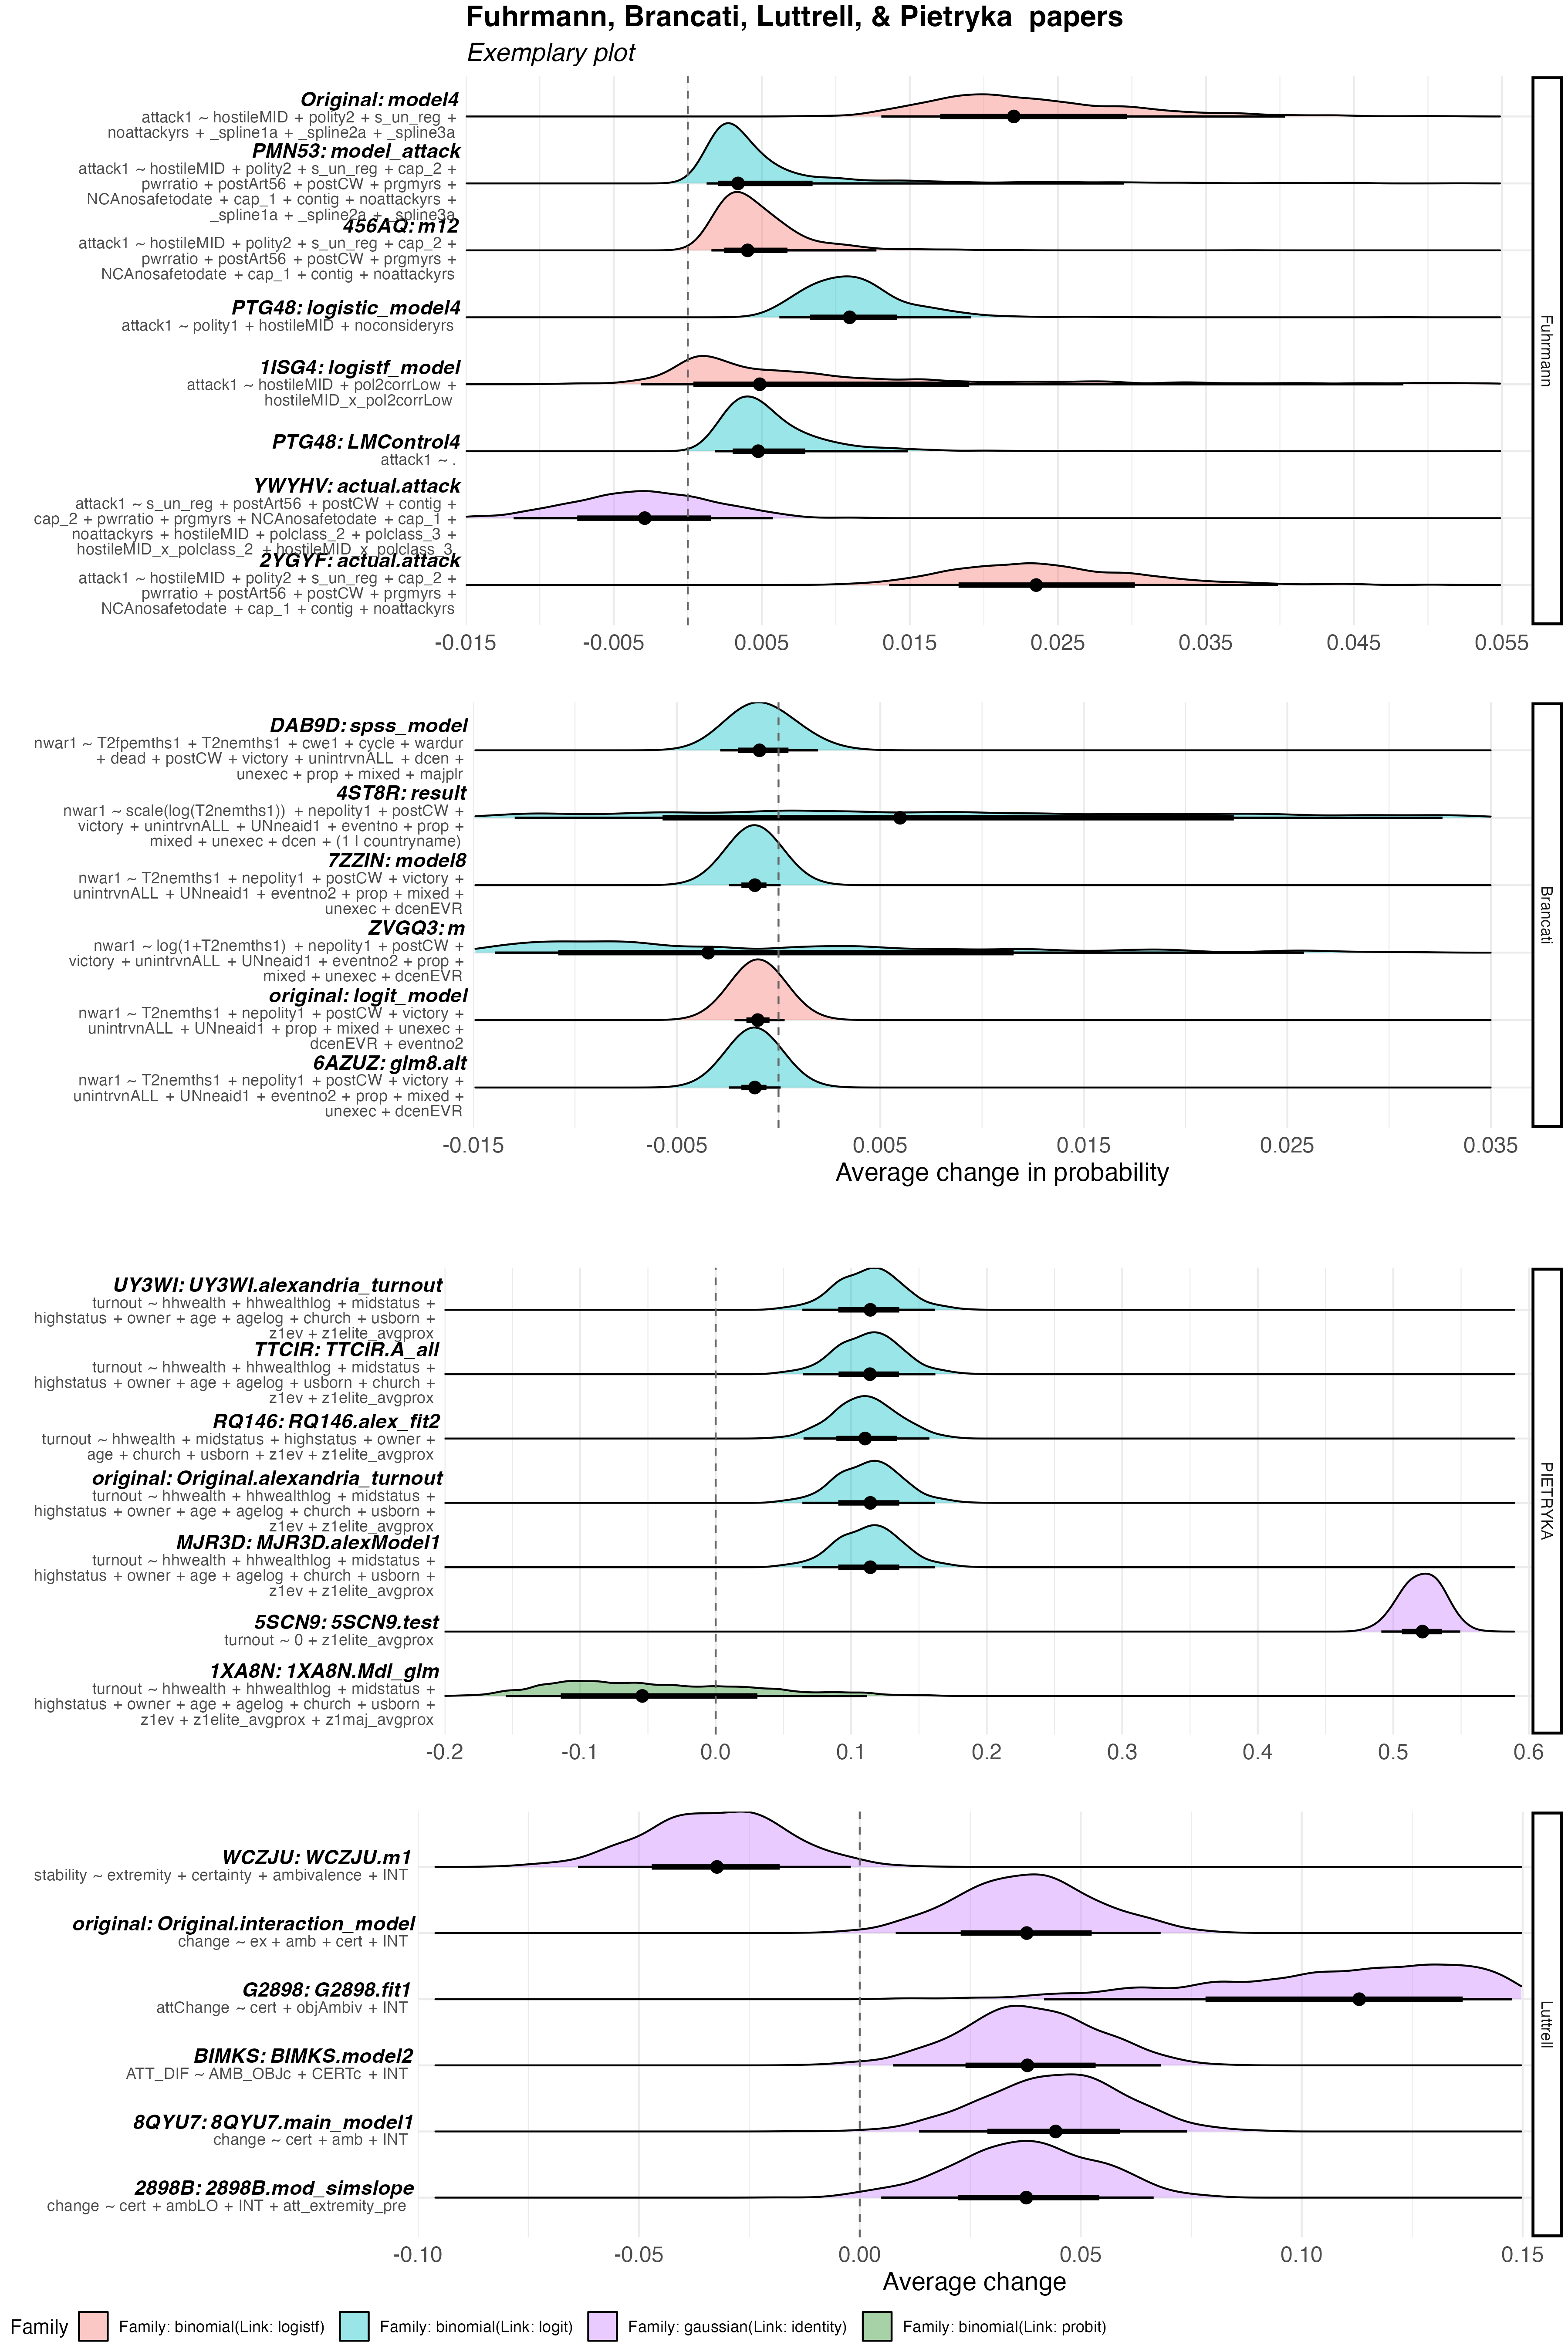 Fuhrmann, Brancati, Luttrell, & Pietryka  papers
Exemplary plot
Original: model4
attack1 ~ hostileMID + polity2 + s_un_reg +
noattackyrs + _spline1a + _spline2a + _spline3a
PMN53: model_attack
attack1 ~ hostileMID + polity2 + s_un_reg + cap_2 +
pwrratio + postArt56 + postCW + prgmyrs +
NCAnosafetodate + cap_1 + contig + noattackyrs +
_spline1a + _spline2a + _spline3a
456AQ: m12
attack1 ~ hostileMID + polity2 + s_un_reg + cap_2 +
pwrratio + postArt56 + postCW + prgmyrs +
NCAnosafetodate + cap_1 + contig + noattackyrs
PTG48: logistic_model4
attack1 ~ polity1 + hostileMID + noconsideryrs
1ISG4: logistf_model
attack1 ~ hostileMID + pol2corrLow +
hostileMID_x_pol2corrLow
PTG48: LMControl4
attack1 ~ .
YWYHV: actual.attack
attack1 ~ s_un_reg + postArt56 + postCW + contig +
cap_2 + pwrratio + prgmyrs + NCAnosafetodate + cap_1 +
noattackyrs + hostileMID + polclass_2 + polclass_3 +
hostileMID_x_polclass_2 + hostileMID_x_polclass_3
2YGYF: actual.attack
attack1 ~ hostileMID + polity2 + s_un_reg + cap_2 +
pwrratio + postArt56 + postCW + prgmyrs +
NCAnosafetodate + cap_1 + contig + noattackyrs
Fuhrmann
-0.015 -0.005 0.005 0.015 0.025 0.035 0.045 0.055
DAB9D: spss_model
nwar1 ~ T2fpemths1 + T2nemths1 + cwe1 + cycle + wardur
+ dead + postCW + victory + unintrvnALL + dcen +
unexec + prop + mixed + majplr
4ST8R: result
nwar1 ~ scale(log(T2nemths1)) + nepolity1 + postCW +
victory + unintrvnALL + UNneaid1 + eventno + prop +
mixed + unexec + dcen + (1 | countryname)
7ZZIN: model8
nwar1 ~ T2nemths1 + nepolity1 + postCW + victory +
unintrvnALL + UNneaid1 + eventno2 + prop + mixed +
unexec + dcenEVR
ZVGQ3: m
nwar1 ~ log(1+T2nemths1) + nepolity1 + postCW +
victory + unintrvnALL + UNneaid1 + eventno2 + prop +
mixed + unexec + dcenEVR
original: logit_model
nwar1 ~ T2nemths1 + nepolity1 + postCW + victory +
unintrvnALL + UNneaid1 + prop + mixed + unexec +
dcenEVR + eventno2
6AZUZ: glm8.alt
nwar1 ~ T2nemths1 + nepolity1 + postCW + victory +
unintrvnALL + UNneaid1 + eventno2 + prop + mixed +
unexec + dcenEVR
Brancati
-0.015 -0.005 0.005 0.015 0.025 0.035
Average change in probability
UY3WI: UY3WI.alexandria_turnout
turnout ~ hhwealth + hhwealthlog + midstatus +
highstatus + owner + age + agelog + church + usborn +
z1ev + z1elite_avgprox
TTCIR: TTCIR.A_all
turnout ~ hhwealth + hhwealthlog + midstatus +
highstatus + owner + age + agelog + usborn + church +
z1ev + z1elite_avgprox
RQ146: RQ146.alex_fit2
turnout ~ hhwealth + midstatus + highstatus + owner +
age + church + usborn + z1ev + z1elite_avgprox
original: Original.alexandria_turnout
turnout ~ hhwealth + hhwealthlog + midstatus +
highstatus + owner + age + agelog + church + usborn +
z1ev + z1elite_avgprox
MJR3D: MJR3D.alexModel1
turnout ~ hhwealth + hhwealthlog + midstatus +
highstatus + owner + age + agelog + church + usborn +
z1ev + z1elite_avgprox
5SCN9: 5SCN9.test
turnout ~ 0 + z1elite_avgprox
1XA8N: 1XA8N.Mdl_glm
turnout ~ hhwealth + hhwealthlog + midstatus +
highstatus + owner + age + agelog + church + usborn +
z1ev + z1elite_avgprox + z1maj_avgprox
PIETRYKA
-0.2 -0.1 0.0 0.1 0.2 0.3 0.4 0.5 0.6
WCZJU: WCZJU.m1
stability ~ extremity + certainty + ambivalence + INT
original: Original.interaction_model
change ~ ex + amb + cert + INT
G2898: G2898.fit1
attChange ~ cert + objAmbiv + INT
BIMKS: BIMKS.model2
ATT_DIF ~ AMB_OBJc + CERTc + INT
8QYU7: 8QYU7.main_model1
change ~ cert + amb + INT
2898B: 2898B.mod_simslope
change ~ cert + ambLO + INT + att_extremity_pre
Luttrell
-0.10 -0.05 0.00 0.05 0.10 0.15
Average change
Family Family: binomial(Link: logistf) Family: binomial(Link: logit) Family: gaussian(Link: identity) Family: binomial(Link: probit)